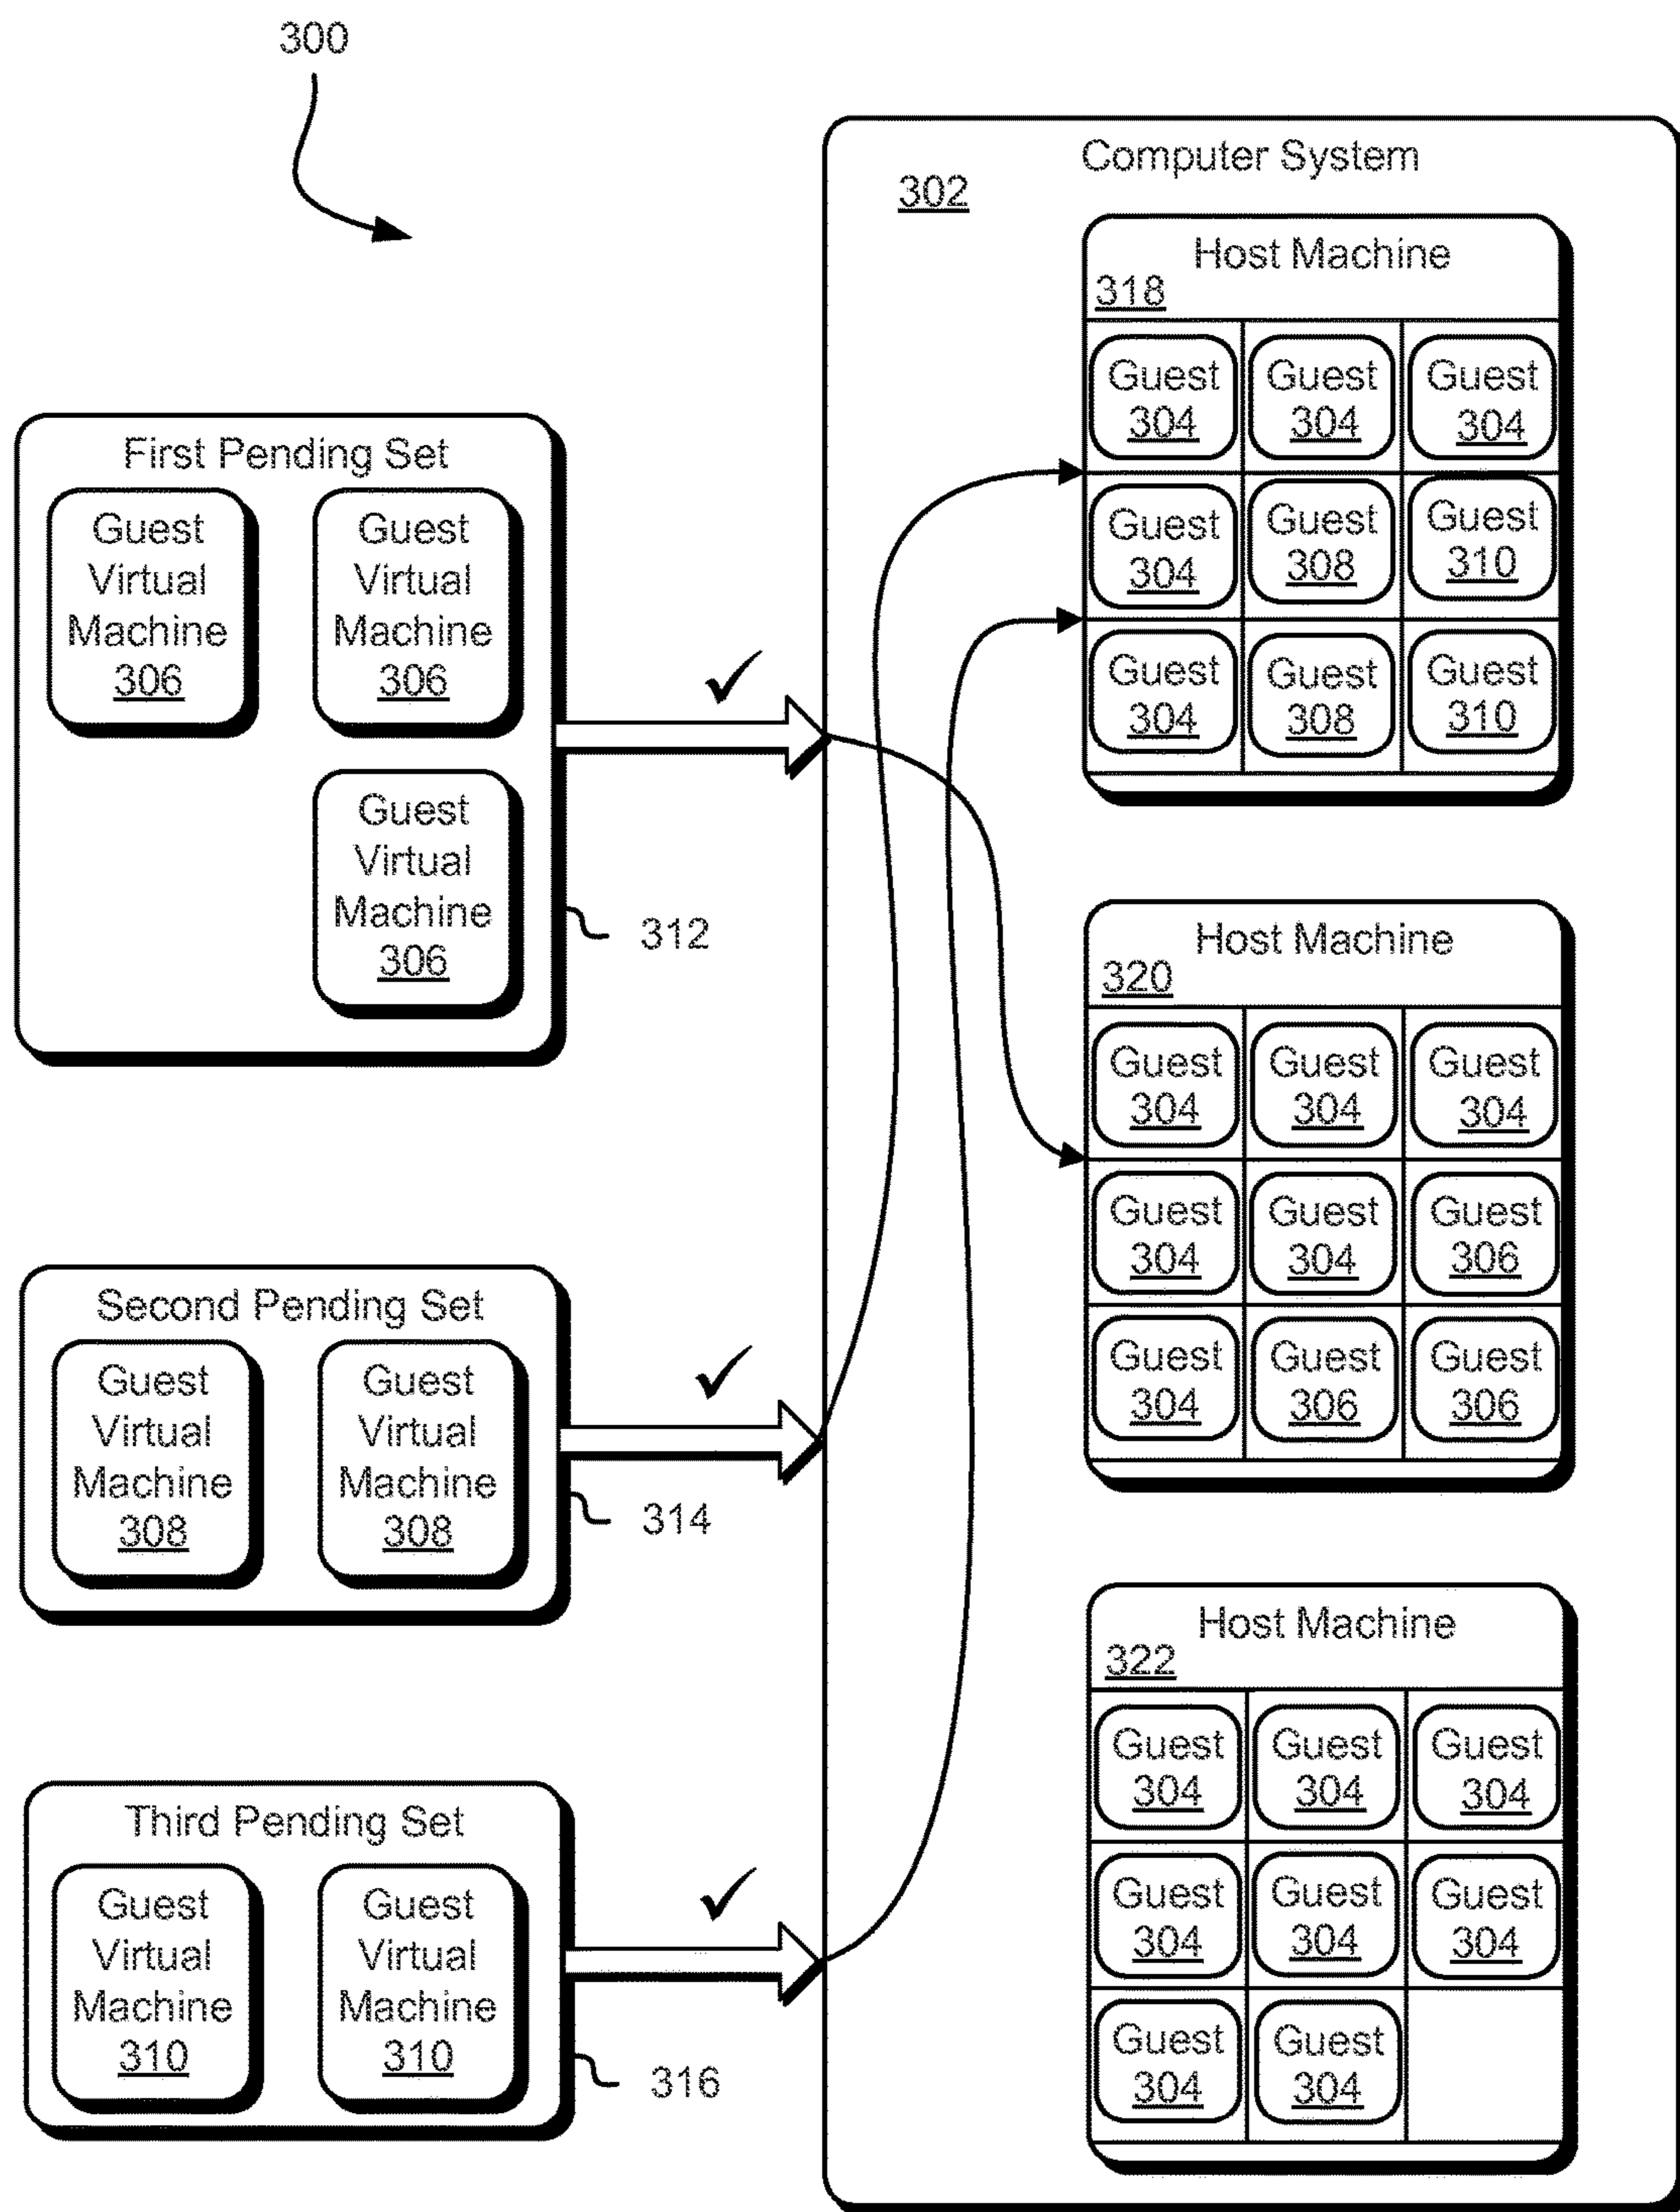 300
Computer System
302
Host Machine
318
Guest Guest Guest
304 304 304
Guest Guest Guest
304 308 310
Guest Guest Guest
304 308 310
First Pending Set
Guest Guest
Virtual Virtual
Machine Machine
306 306
Guest
Virtual
Machine
306
312
Host Machine
320
Guest Guest Guest
304 304 304
Guest Guest Guest
304 304 306
Guest Guest Guest
304 306 306
Second Pending Set
Guest Guest
Virtual Virtual
Machine Machine
308 308
314
Host Machine
322
Guest Guest Guest
304 304 304
Guest Guest Guest
304 304 304
Guest Guest
304 304
Third Pending Set
Guest Guest
Virtual Virtual
Machine Machine
310 310
316